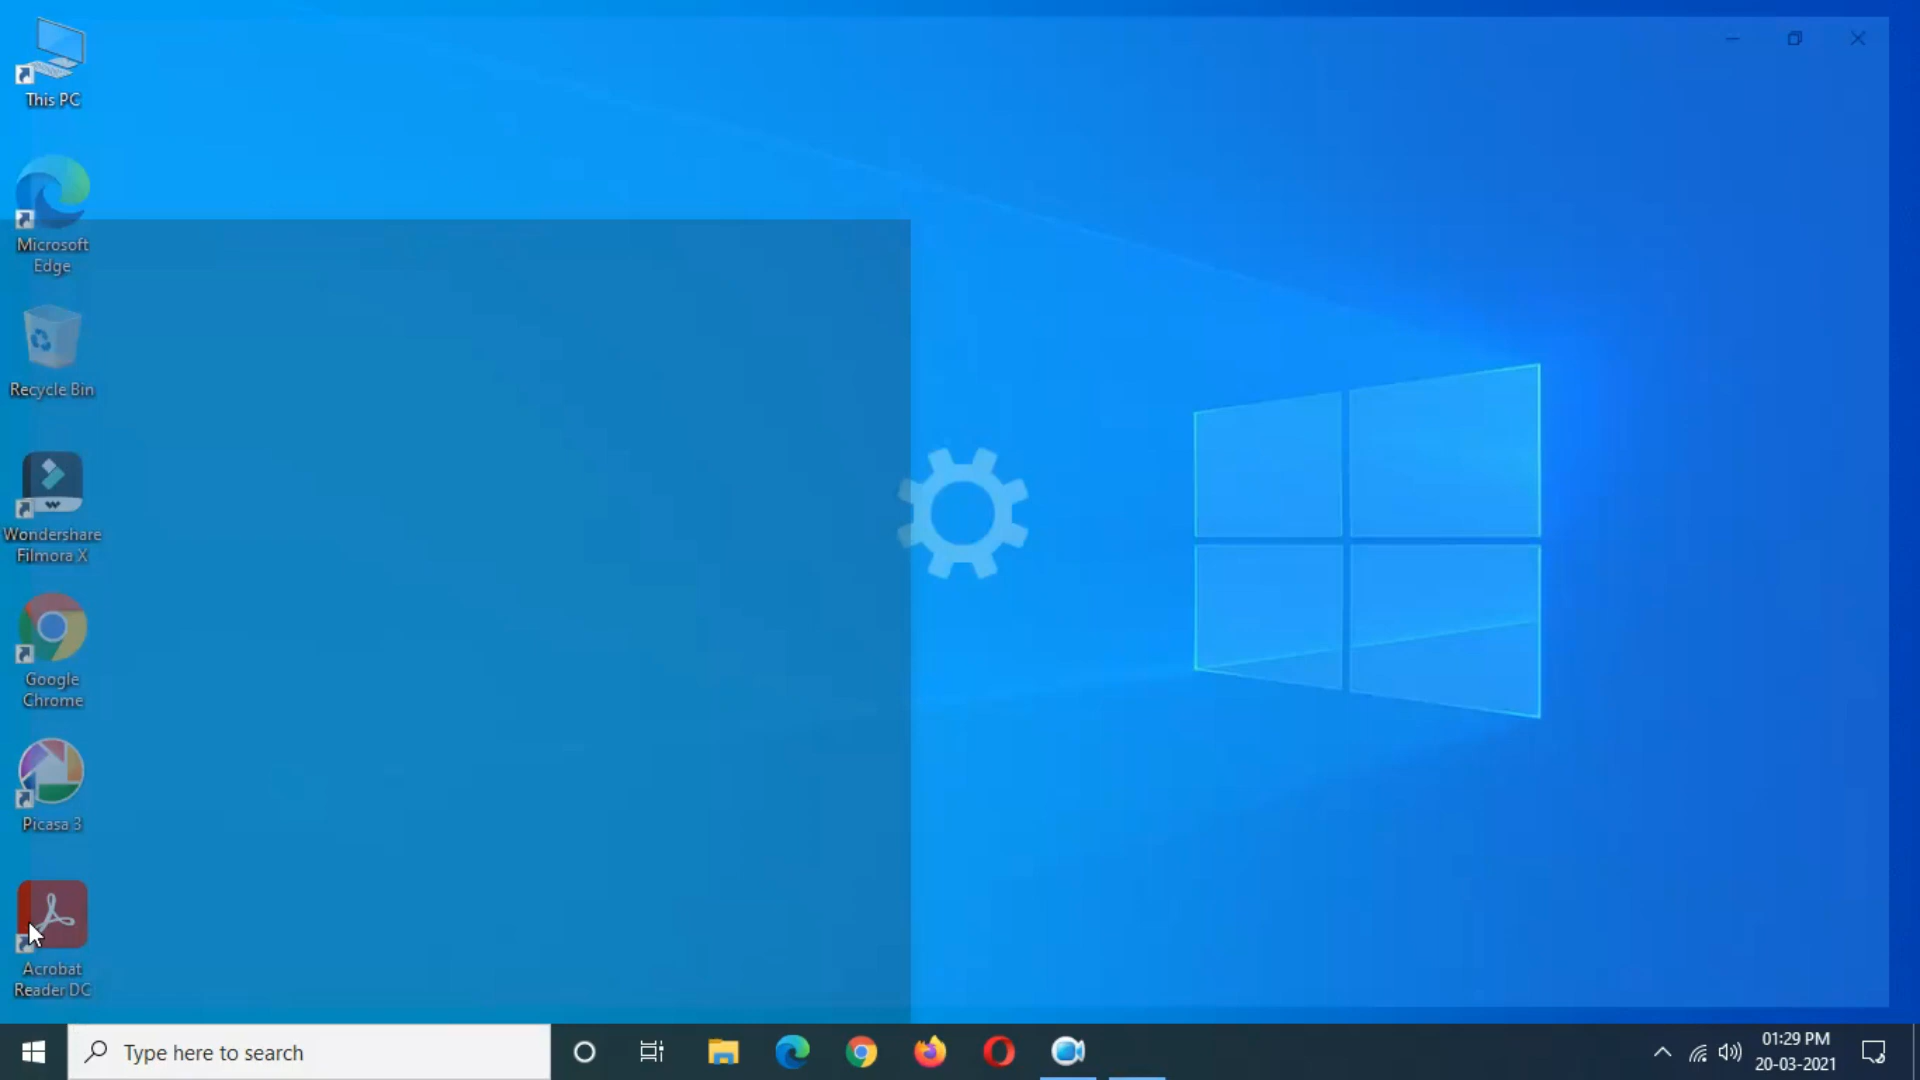 This PC
Microsoft
Edge
Recycle Bin
Wondershare
Filmora X
Google
Chrome
Picasa 3
Acrobat
Reader DC
Type here to search
01:29 PM
20-03-2021